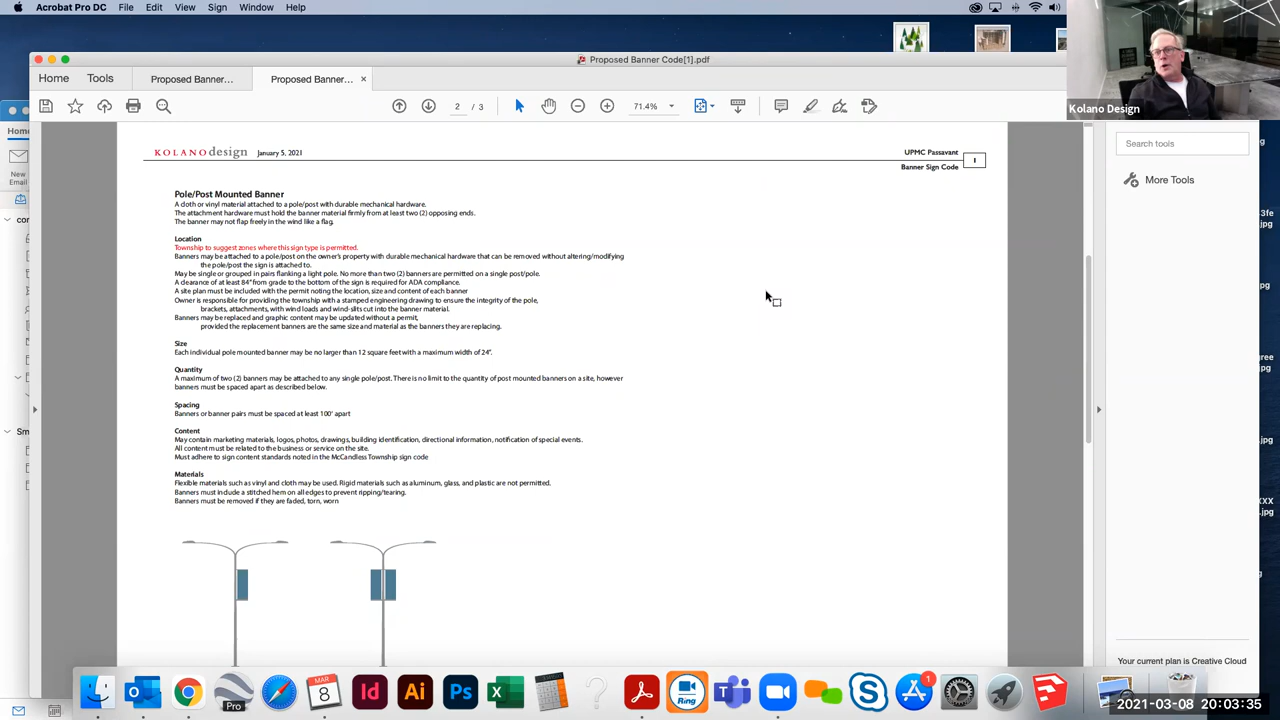 Acrobat Pro DC File Edit View Sign Window Help
Proposed Banner Code[1].pdf
Home Tools Proposed Banner... Proposed Banner... ×
2 / 3 71.4%
Kolano Design
Home
New
Email
KOLANO design January 5, 2021
UPMC Passavant
Banner Sign Code
1
Search tools
More Tools
Pole/Post Mounted Banner
A cloth or vinyl material attached to a pole/post with durable mechanical hardware.
The attachment hardware must hold the banner material firmly from at least two (2) opposing ends.
The banner may not flap freely in the wind like a flag.
Location
Township to suggest zones where this sign type is permitted.
Banners may be attached to a pole/post on the owner's property with durable mechanical hardware that can be removed without altering/modifying
the pole/post the sign is attached to.
May be single or grouped in pairs flanking a light pole. No more than two (2) banners are permitted on a single post/pole.
A clearance of at least 84" from grade to the bottom of the sign is required for ADA compliance.
A site plan must be included with the permit noting the location, size and content of each banner
Owner is responsible for providing the township with a stamped engineering drawing to ensure the integrity of the pole,
brackets, attachments, with wind loads and wind-slits cut into the banner material.
Banners may be replaced and graphic content may be updated without a permit,
provided the replacement banners are the same size and material as the banners they are replacing.
Size
Each individual pole mounted banner may be no larger than 12 square feet with a maximum width of 24".
Quantity
A maximum of two (2) banners may be attached to any single pole/post. There is no limit to the quantity of post mounted banners on a site, however
banners must be spaced apart as described below.
Spacing
Banners or banner pairs must be spaced at least 100' apart
Content
May contain marketing materials, logos, photos, drawings, building identification, directional information, notification of special events.
All content must be related to the business or service on the site.
Must adhere to sign content standards noted in the McCandless Township sign code
Materials
Flexible materials such as vinyl and cloth may be used. Rigid materials such as aluminum, glass, and plastic are not permitted.
Banners must include a stitched hem on all edges to prevent ripping/tearing.
Banners must be removed if they are faded, torn, worn
Your current plan is Creative Cloud
Pro
MAR
8
Id Ai Ps
Ring
1
2021-03-08 20:03:35